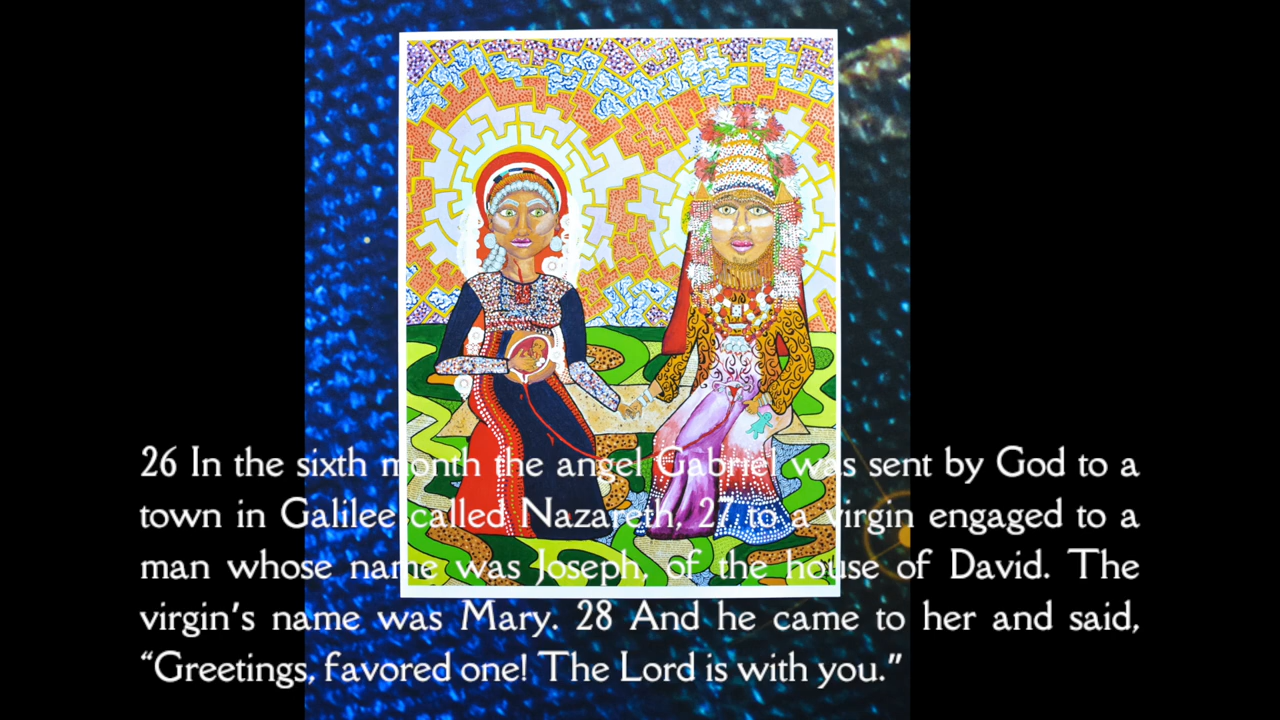 26 In the sixth month the angel Gabriel was sent by God to a
town in Galilee called Nazareth, 27 to a virgin engaged to a
man whose name was Joseph, of the house of David. The
virgin's name was Mary. 28 And he came to her and said,
“Greetings, favored one! The Lord is with you.”